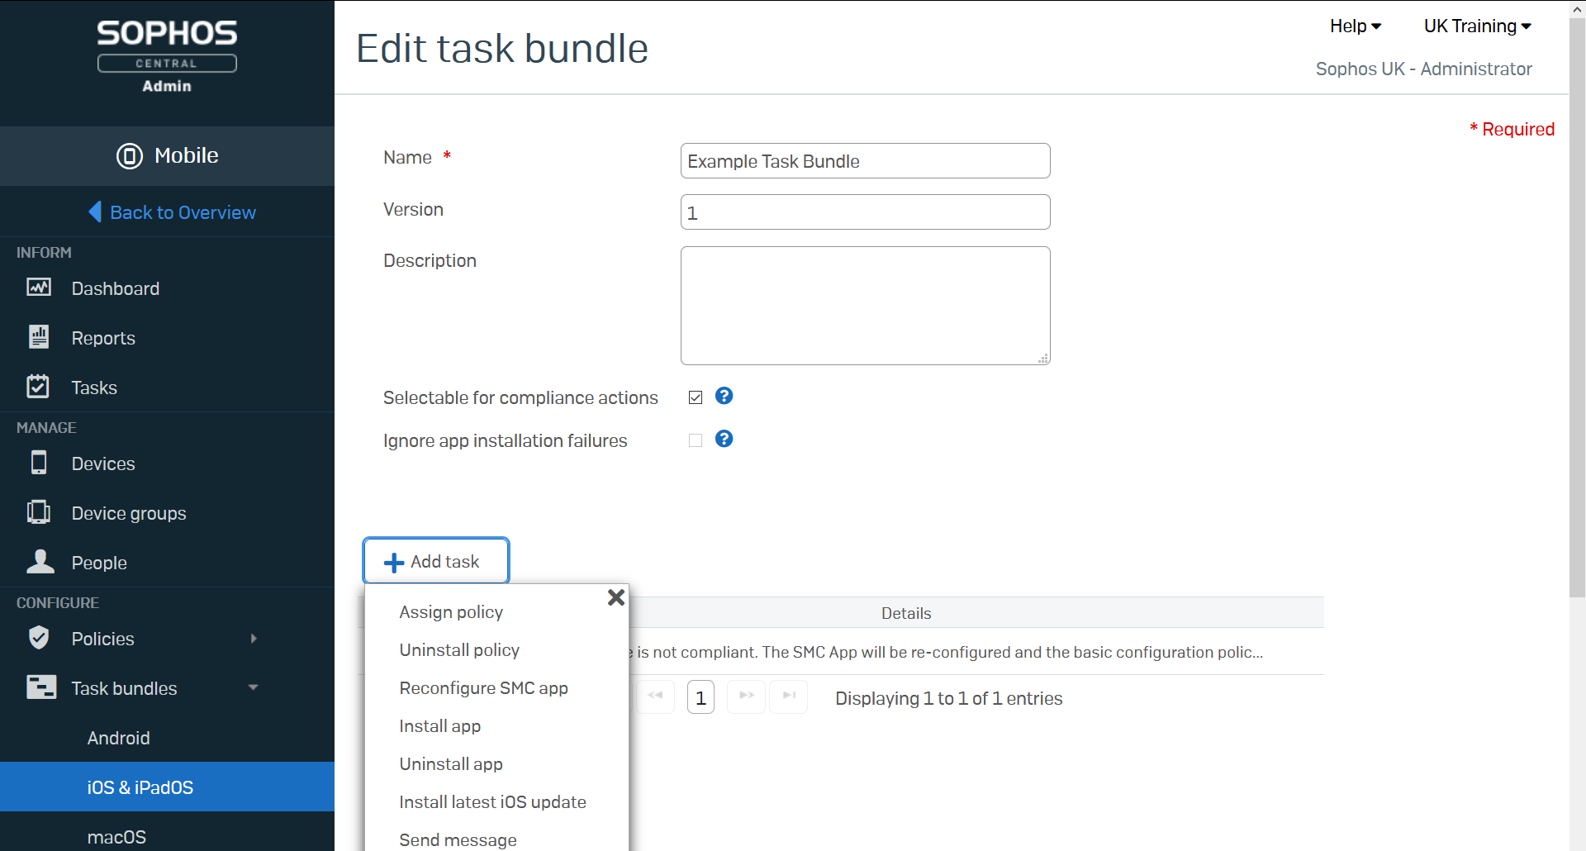 SOPHOS
CENTRAL
Admin
Mobile
Back to Overview
INFORM
Dashboard
Reports
Tasks
MANAGE
Devices
Device groups
People
CONFIGURE
Policies
Task bundles
Android
iOS & iPadOS
macOS
Edit task bundle
Help
UK Training
Sophos UK - Administrator
* Required
Name *
Example Task Bundle
Version
1
Description
Selectable for compliance actions
?
Ignore app installation failures
?
Add task
Assign policy
Uninstall policy
Reconfigure SMC app
Install app
Uninstall app
Install latest iOS update
Send message
Details
is not compliant. The SMC App will be re-configured and the basic configuration polic...
1
Displaying 1 to 1 of 1 entries